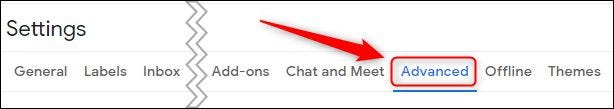 Settings
General Labels Inbox Add-ons Chat and Meet Advanced Offline Themes